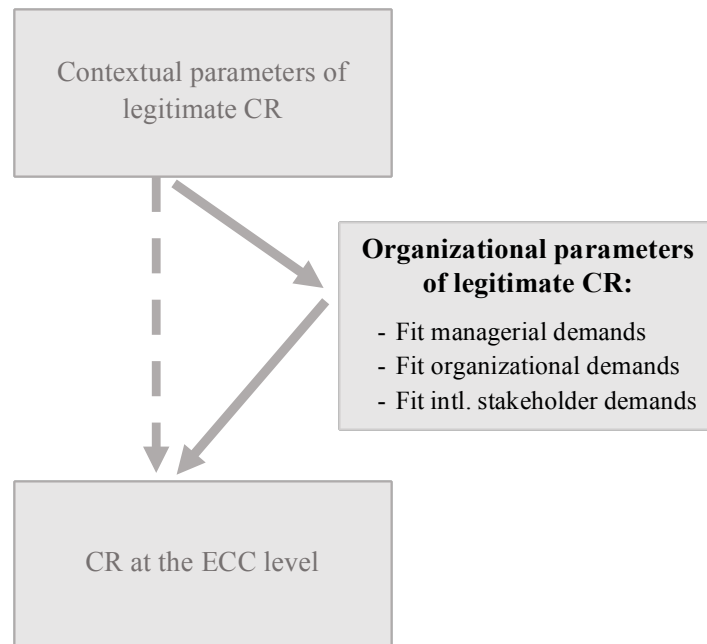 Contextual parameters of
legitimate CR
Organizational parameters
of legitimate CR:
- Fit managerial demands
- Fit organizational demands
- Fit intl. stakeholder demands
CR at the ECC level